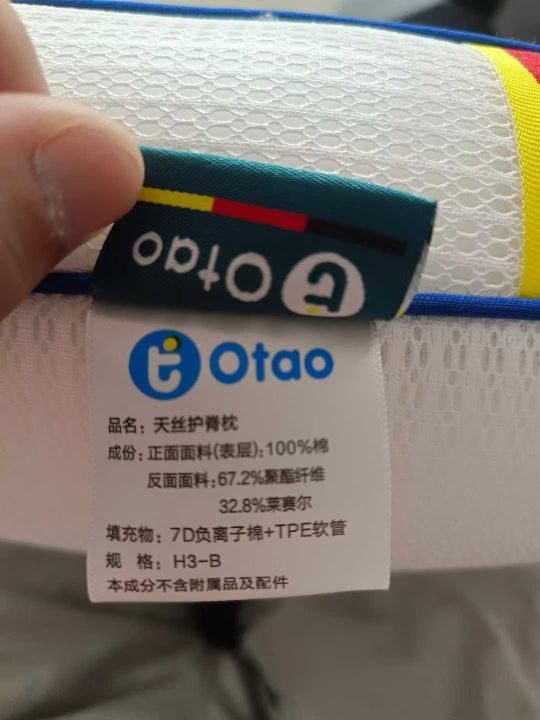 Otao
Otao
品名：天丝护脊枕
成份：正面面料(表层)：100%棉
反面面料：67.2%聚酯纤维
32.8%莱赛尔
填充物：7D负离子棉+TPE软管
规 格：H3-B
本成分不含附属品及配件